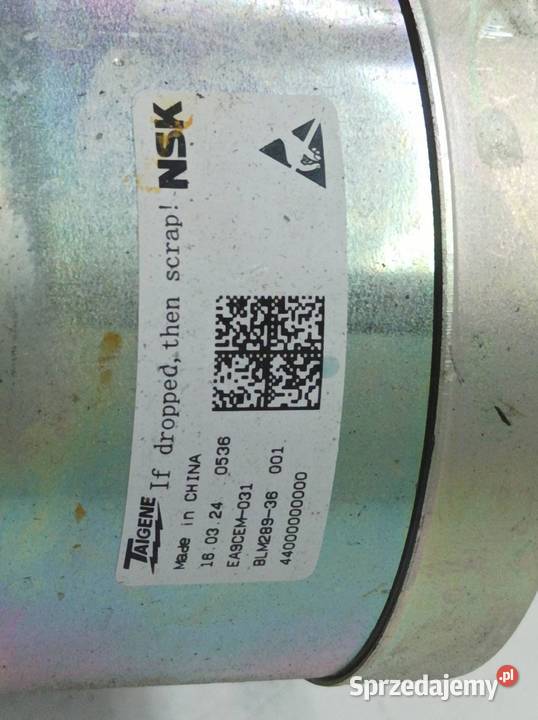 NSK
If dropped, then scrap!
TAIGENE
Made in CHINA
18.03.24 0536
EA9CEM-031
BLM289-36 001
44000000000
Sprzedajemy.pl